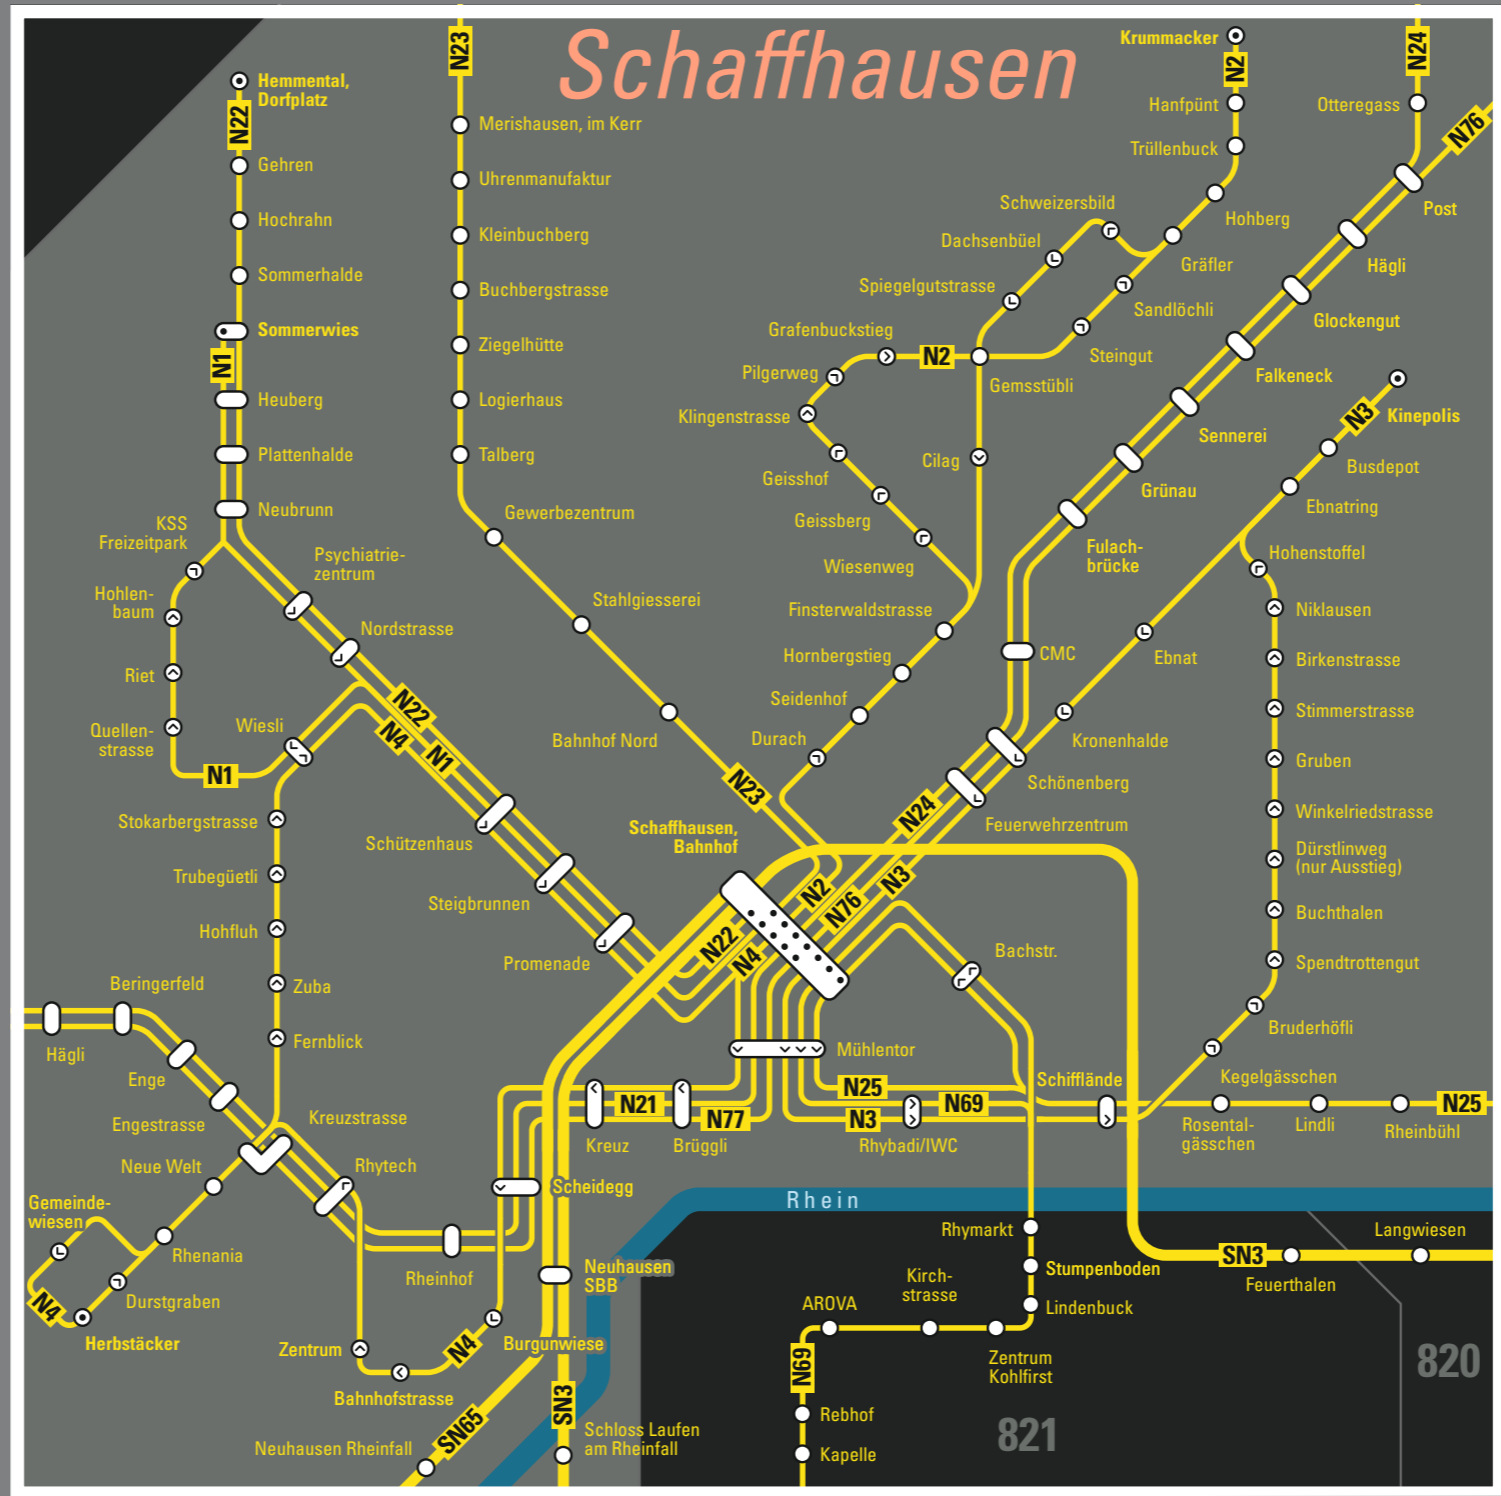 Schaffhausen
N23
Krummacker
N24
N2
Hemmental,
Dorfplatz
N22
Hanfpünt
Otteregass
N76
Merishausen, im Kerr
Trüllenbuck
Gehren
Uhrenmanufaktur
Schweizersbild
Post
Hochrahn
Kleinbuchberg
Dachsenbüel
Hohberg
Gräfler
Hägli
Sommerhalde
Buchbergstrasse
Spiegelgutstrasse
Sandlöchli
Glockengut
Sommerwies
Grafenbuckstieg
N1
Ziegelhütte
N2
Steingut
Pilgerweg
Gemsstübli
Falkeneck
Heuberg
Logierhaus
Klingenstrasse
N3
Kinepolis
Sennerei
Plattenhalde
Talberg
Cilag
Busdepot
Geisshof
Grünau
Neubrunn
Gewerbezentrum
Geissberg
Ebnatring
KSS
Freizeitpark
Psychiatrie-
zentrum
Wiesenweg
Fulach-
brücke
Hohenstoffel
Hohlen-
baum
Stahlgiesserei
Finsterwaldstrasse
Niklausen
Nordstrasse
Hornbergstieg
CMC
Ebnat
Birkenstrasse
Riet
Seidenhof
Stimmerstrasse
N22
N4
N1
Quellen-
strasse
Wiesli
Bahnhof Nord
Durach
Kronenhalde
Gruben
N1
N23
Schönenberg
Stokarbergstrasse
N24
Winkelriedstrasse
Schützenhaus
Schaffhausen,
Bahnhof
Feuerwehrzentrum
Dürstlinweg
(nur Ausstieg)
Trubegüetli
N2
N3
N76
Steigbrunnen
Buchthalen
Hohfluh
N22
N4
Promenade
Bachstr.
Spendtrottengut
Beringerfeld
Zuba
Bruderhöfli
Hägli
Fernblick
Mühlentor
Enge
Schifflände
Kegelgässchen
N21
N25
N69
N25
Engestrasse
Kreuzstrasse
N77
N3
Kreuz
Brüggli
Rhybadi/IWC
Rosental-
gässchen
Lindli
Rheinbühl
Neue Welt
Rhytech
Scheidegg
Gemeinde-
wiesen
Rhein
Rhenania
Rhymarkt
Langwiesen
Rheinhof
Neuhausen
SBB
Stumpenboden
SN3
Feuerthalen
N4
Durstgraben
Kirch-
strasse
AROVA
Lindenbuck
Herbstäcker
Zentrum
N4
Burgunwiese
Zentrum
Kohlfirst
820
N69
Bahnhofstrasse
SN3
Rebhof
821
SN65
Neuhausen Rheinfall
Schloss Laufen
am Rheinfall
Kapelle